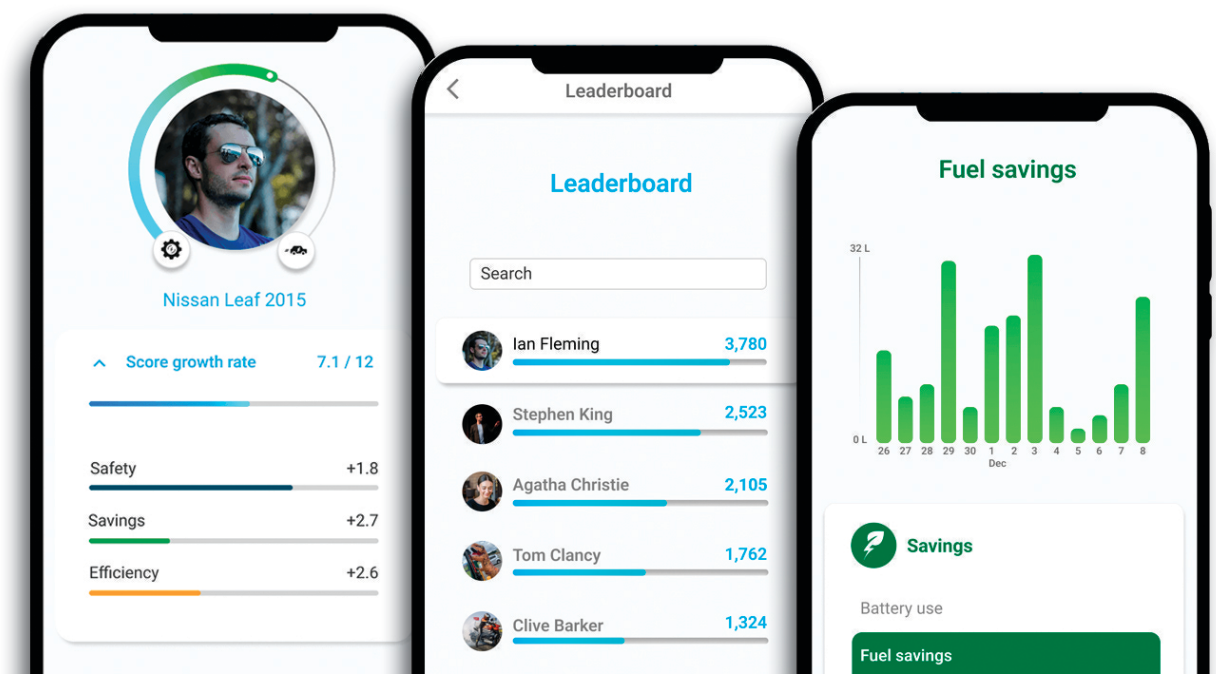 Nissan Leaf 2015
Score growth rate 7.1 / 12
Safety +1.8
Savings +2.7
Efficiency +2.6
Leaderboard
Leaderboard
Search
Ian Fleming 3,780
Stephen King 2,523
Agatha Christie 2,105
Tom Clancy 1,762
Clive Barker 1,324
Fuel savings
32 L
0 L
26 27 28 29 30 1 2 3 4 5 6 7 8
Dec
Savings
Battery use
Fuel savings